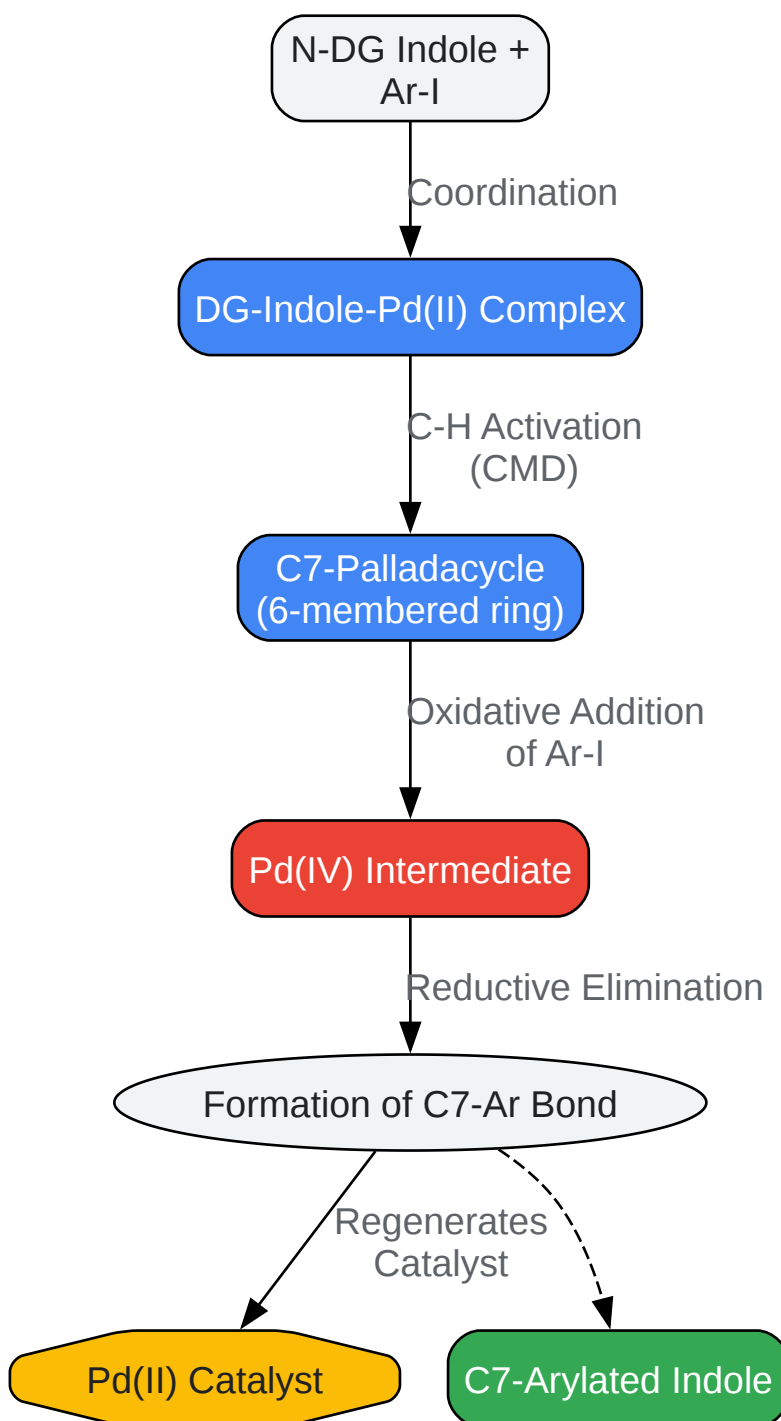 N-DG Indole +
Ar-I
Coordination
DG-Indole-Pd(II) Complex
C-H Activation
(CMD)
C7-Palladacycle
(6-membered ring)
Oxidative Addition
of Ar-I
Pd(IV) Intermediate
Reductive Elimination
Formation of C7-Ar Bond
Regenerates
Catalyst
Pd(II) Catalyst
C7-Arylated Indole